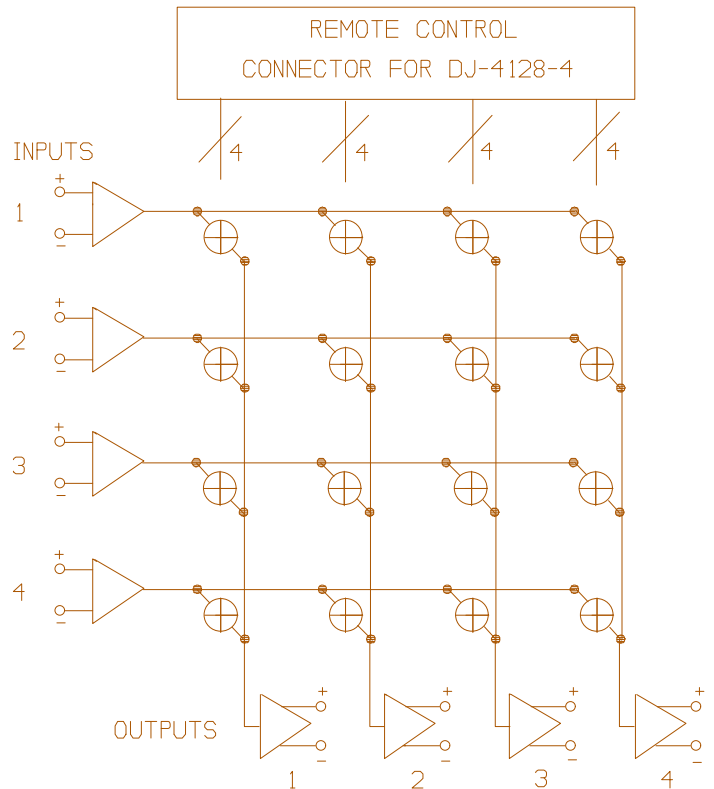 REMOTE CONTROL
CONNECTOR FOR DJ-4128-4
4 4 4 4
INPUTS
+
1
−
+
2
−
+
3
−
+
4
−
+ + + +
OUTPUTS
− − − −
1 2 3 4